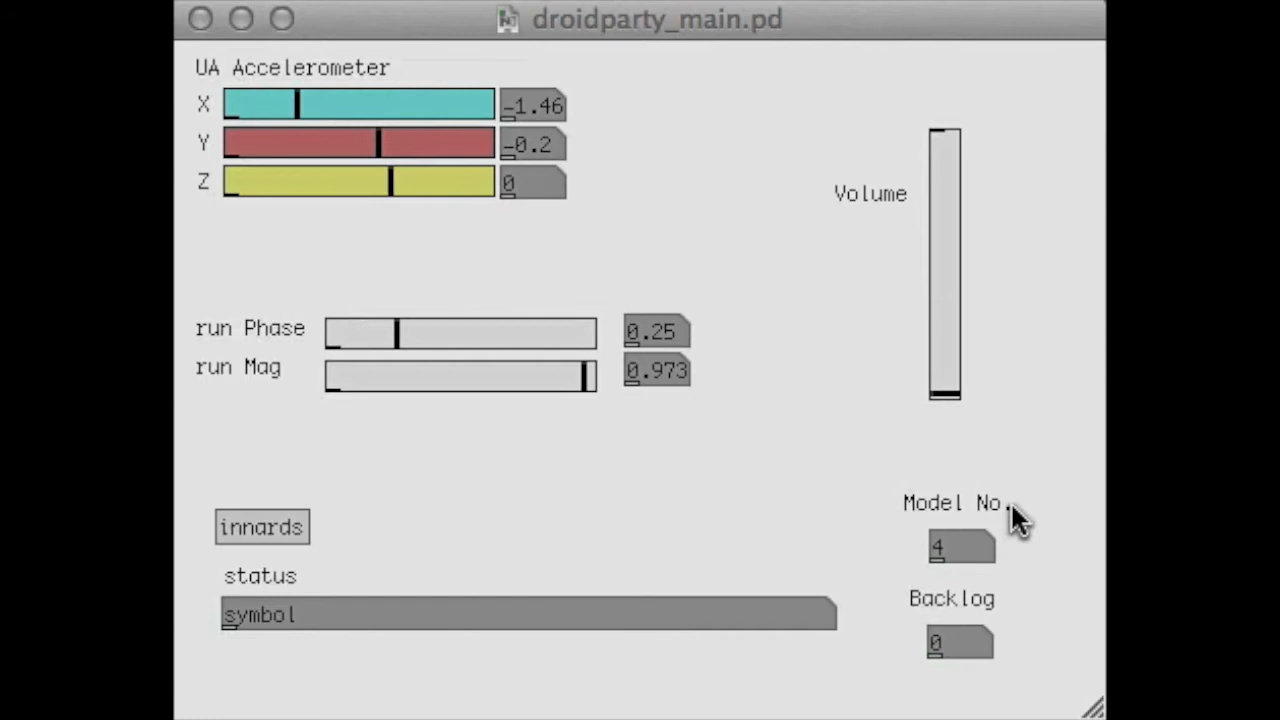 droidparty_main.pd
UA Accelerometer
X -1.46
Y -0.2
Z 0
Volume
run Phase 0.25
run Mag 0.973
Model No.
innards
4
status
Backlog
symbol
0